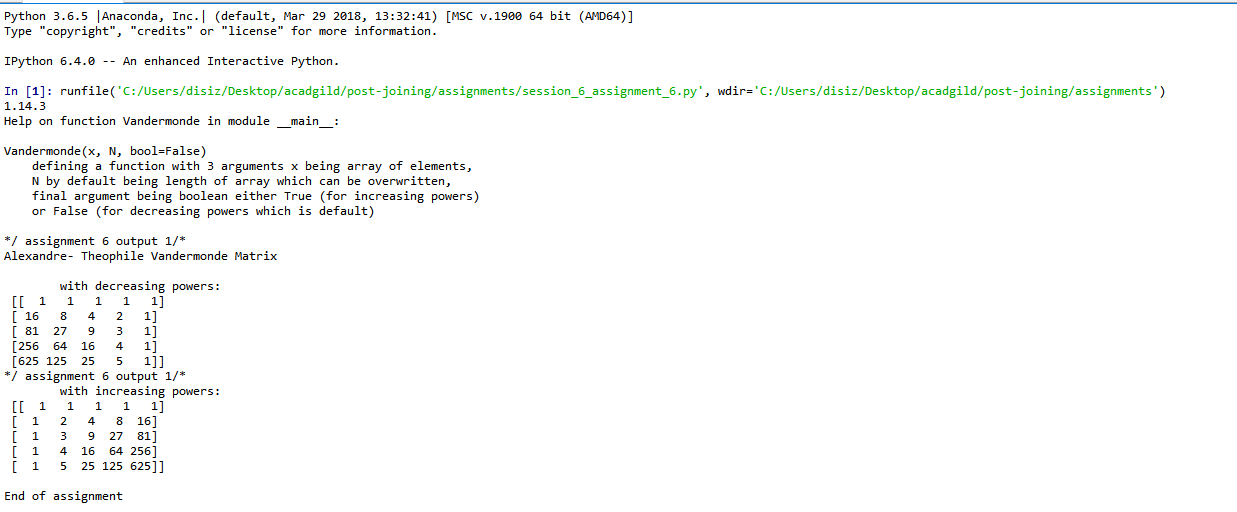 Python 3.6.5 |Anaconda, Inc.| (default, Mar 29 2018, 13:32:41) [MSC v.1900 64 bit (AMD64)]
Type "copyright", "credits" or "license" for more information.

IPython 6.4.0 -- An enhanced Interactive Python.

In [1]: runfile('C:/Users/disiz/Desktop/acadgild/post-joining/assignments/session_6_assignment_6.py', wdir='C:/Users/disiz/Desktop/acadgild/post-joining/assignments')
1.14.3
Help on function Vandermonde in module __main__:

Vandermonde(x, N, bool=False)
    defining a function with 3 arguments x being array of elements,
    N by default being length of array which can be overwritten,
    final argument being boolean either True (for increasing powers)
    or False (for decreasing powers which is default)

*/ assignment 6 output 1/*
Alexandre- Theophile Vandermonde Matrix

        with decreasing powers:
 [[  1   1   1   1   1]
 [ 16   8   4   2   1]
 [ 81  27   9   3   1]
 [256  64  16   4   1]
 [625 125  25   5   1]]
*/ assignment 6 output 1/*
        with increasing powers:
 [[  1   1   1   1   1]
 [  1   2   4   8  16]
 [  1   3   9  27  81]
 [  1   4  16  64 256]
 [  1   5  25 125 625]]

End of assignment